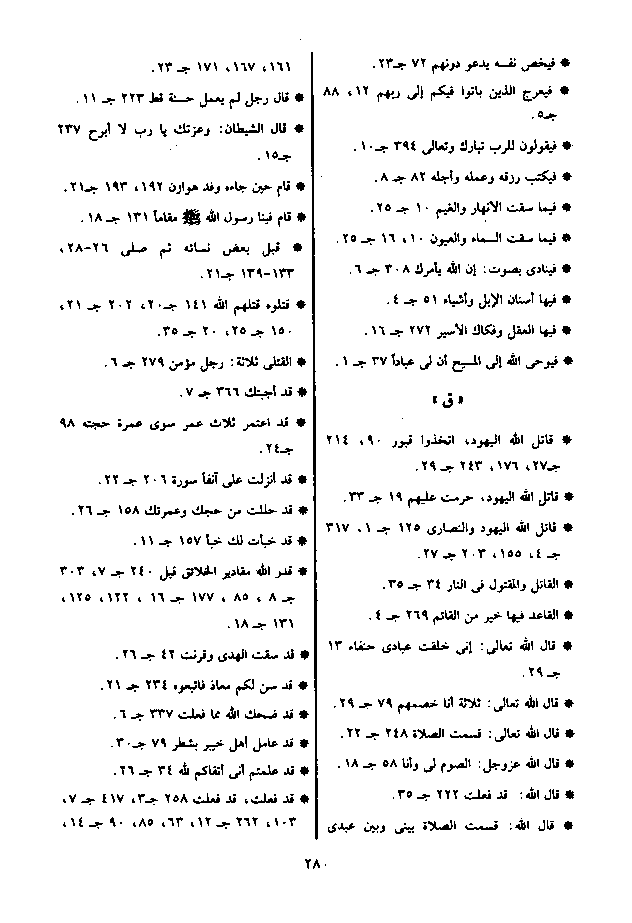 * فيخص نفسه يدعو دونهم ٧٢ جـ٢٣.
* فيعرج الذين باتوا فيكم إلى ربهم ١٢، ٨٨
جـ٥.
* فيقولون للرب تبارك وتعالى ٣٩٤ جـ١٠.
* فيكتب رزقه وعمله وأجله ٨٢ جـ ٨.
* فيما سقت الأنهار والغيم ١٠ جـ ٢٥.
* فيما سقت السماء والعيون ١٠، ١٦ جـ ٢٥.
* فينادى بصوت: إن الله يأمرك ٣٠٨ جـ ٦.
* فيها أسنان الإبل وأشياء ٥١ جـ ٤.
* فيها العقل وفكاك الأسير ٢٧٢ جـ ١٦.
* فيوحى الله إلى المسيح أن لى عباداً ٣٧ جـ ١.
« ق »
* قاتل الله اليهود، اتخذوا قبور ٩٠، ٢١٤
جـ٢٧، ١٧٦، ٢٤٣ جـ ٢٩.
* قاتل الله اليهود، حرمت عليهم ١٩ جـ ٣٣.
* قاتل الله اليهود والنصارى ١٢٥ جـ ١، ٣١٧
جـ ٤، ١٥٥، ٢٠٣ جـ ٢٧.
* القاتل والمقتول فى النار ٣٤ جـ ٣٥.
* القاعد فيها خير من القائم ٢٦٩ جـ ٤.
* قال الله تعالى: إنى خلقت عبادى حنفاء ١٣
جـ ٢٩.
* قال الله تعالى: ثلاثة أنا خصمهم ٧٩ جـ ٢٩.
* قال الله تعالى: قسمت الصلاة ٢٤٨ جـ ٢٢.
* قال الله عزوجل: الصوم لى وأنا ٥٨ جـ ١٨.
* قال الله: قد فعلت ٢٢٢ جـ ٣٥.
* قال الله: قسمت الصلاة بينى وبين عبدى
١٦١، ١٦٧، ١٧١ جـ ٢٣.
* قال رجل لم يعمل حسنة قط ٢٢٣ جـ ١١.
* قال الشيطان: وعزتك يا رب لا أبرح ٢٣٧
جـ١٥.
* قام حين جاءه وفد هوازن ١٩٢، ١٩٣ جـ٢١.
* قام فينا رسول الله ﷺ مقاماً ١٣١ جـ ١٨.
* قبل بعض نسائه ثم صلى ٢٦-٢٨،
١٣٣-١٣٩ جـ٢١.
* قتلوه قتلهم الله ١٤١ جـ٢٠، ٢٠٢ جـ ٢١،
١٥٠ جـ ٢٥، ٢٠ جـ ٣٥.
* القتلى ثلاثة: رجل مؤمن ٢٧٩ جـ ٦.
* قد أجبتك ٣٦٦ جـ ٧.
* قد اعتمر ثلاث عمر سوى عمرة حجته ٩٨
جـ٢٤.
* قد أنزلت على آنفاً سورة ٢٠٦ جـ ٢٢.
* قد حللت من حجك وعمرتك ١٥٨ جـ ٢٦.
* قد خبأت لك خبأ ١٥٧ جـ ١١.
* قدر الله مقادير الخلائق قبل ٢٤٠ جـ ٧، ٣٠٣
جـ ٨ ، ٨٥ ، ١٧٧ جـ ١٦ ، ١٢٢، ١٢٥،
١٣١ جـ ١٨.
* قد سقت الهدى وقرنت ٤٢ جـ ٢٦.
* قد سن لكم معاذ فاتبعوه ٢٣٤ جـ ٢١.
* قد ضحك الله مما فعلت ٣٣٧ جـ ٦.
* قد عامل أهل خيبر بشطر ٧٩ جـ٣٠.
* قد علمتم أنى أتقاكم لله ٣٤ جـ ٢٦.
* قد فعلت، قد فعلت ٢٥٨ جـ٣، ٤١٧ جـ ٧،
١٠٣، ٢٦٢ جـ ١٢، ٦٣، ٨٥، ٩٠ جـ ١٤،
٢٨٠